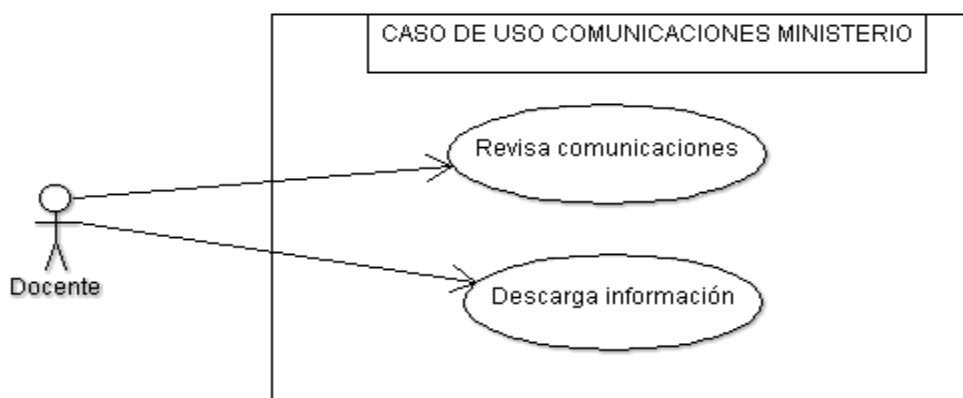 CASO DE USO COMUNICACIONES MINISTERIO
Revisa comunicaciones
Docente
Descarga información